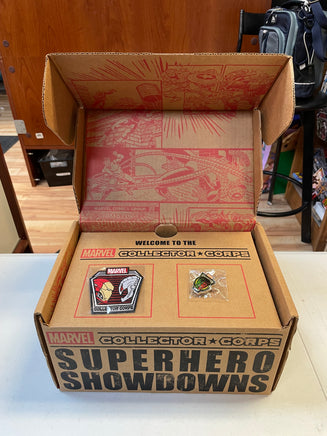 WELCOME TO THE
MARVEL COLLECTOR★CORPS
MARVEL
COLLECTOR CORPS
MARVEL COLLECTOR★CORPS
SUPERHERO
SHOWDOWNS